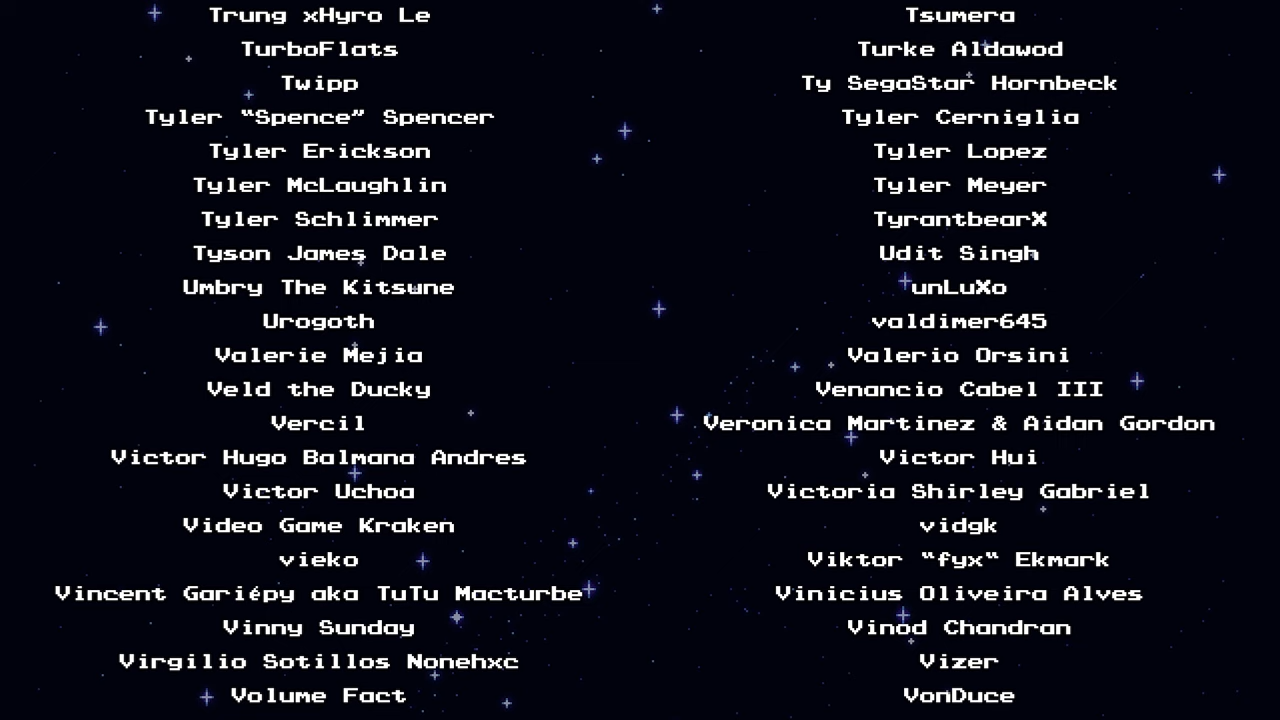 Trung xHyro Le
Tsumera
TurboFlats
Turke Aldawod
Twipp
Ty SegaStar Hornbeck
Tyler “Spence” Spencer
Tyler Cerniglia
Tyler Erickson
Tyler Lopez
Tyler McLaughlin
Tyler Meyer
Tyler Schlimmer
TyrantbearX
Tyson James Dale
Udit Singh
Umbry The Kitsune
unLuXo
Urogoth
valdimer645
Valerie Mejia
Valerio Orsini
Veld the Ducky
Venancio Cabel III
Vercil
Veronica Martinez & Aidan Gordon
Victor Hugo Balmana Andres
Victor Hui
Victor Uchoa
Victoria Shirley Gabriel
Video Game Kraken
vidgk
vieko
Viktor “fyx“ Ekmark
Vincent Gariépy aka TuTu Macturbe
Vinicius Oliveira Alves
Vinny Sunday
Vinod Chandran
Virgilio Sotillos Nonehxc
Vizer
Volume Fact
VonDuce